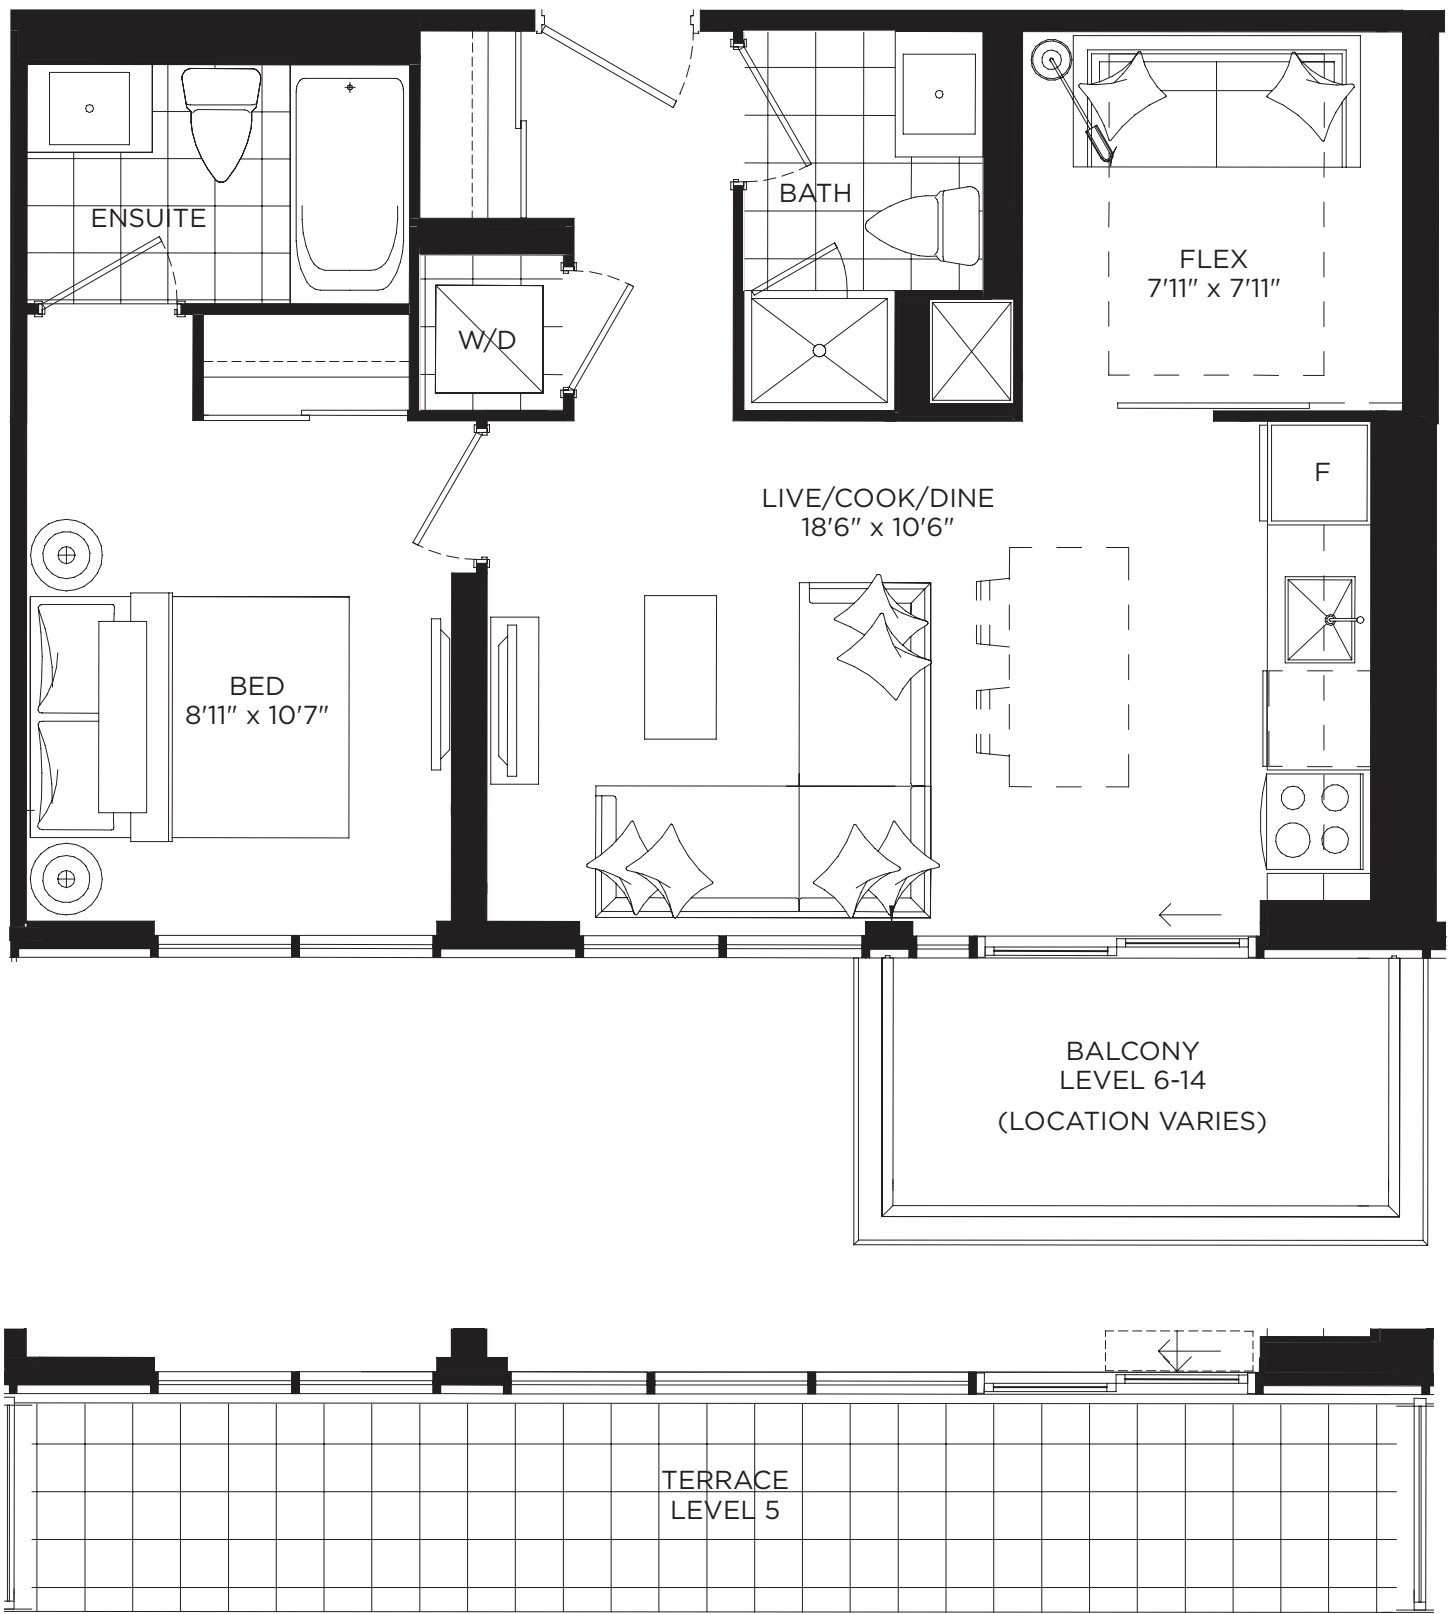 ENSUITE
BATH
FLEX
7'11" x 7'11"
W/D
F
LIVE/COOK/DINE
18'6" x 10'6"
BED
8'11" x 10'7"
BALCONY
LEVEL 6-14
(LOCATION VARIES)
TERRACE
LEVEL 5